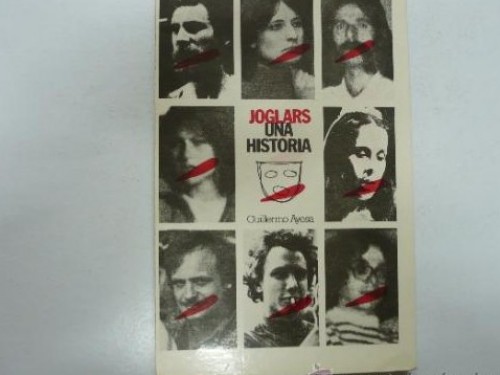 JOGLARS
UNA
HISTORIA
Guillermo Ayesa